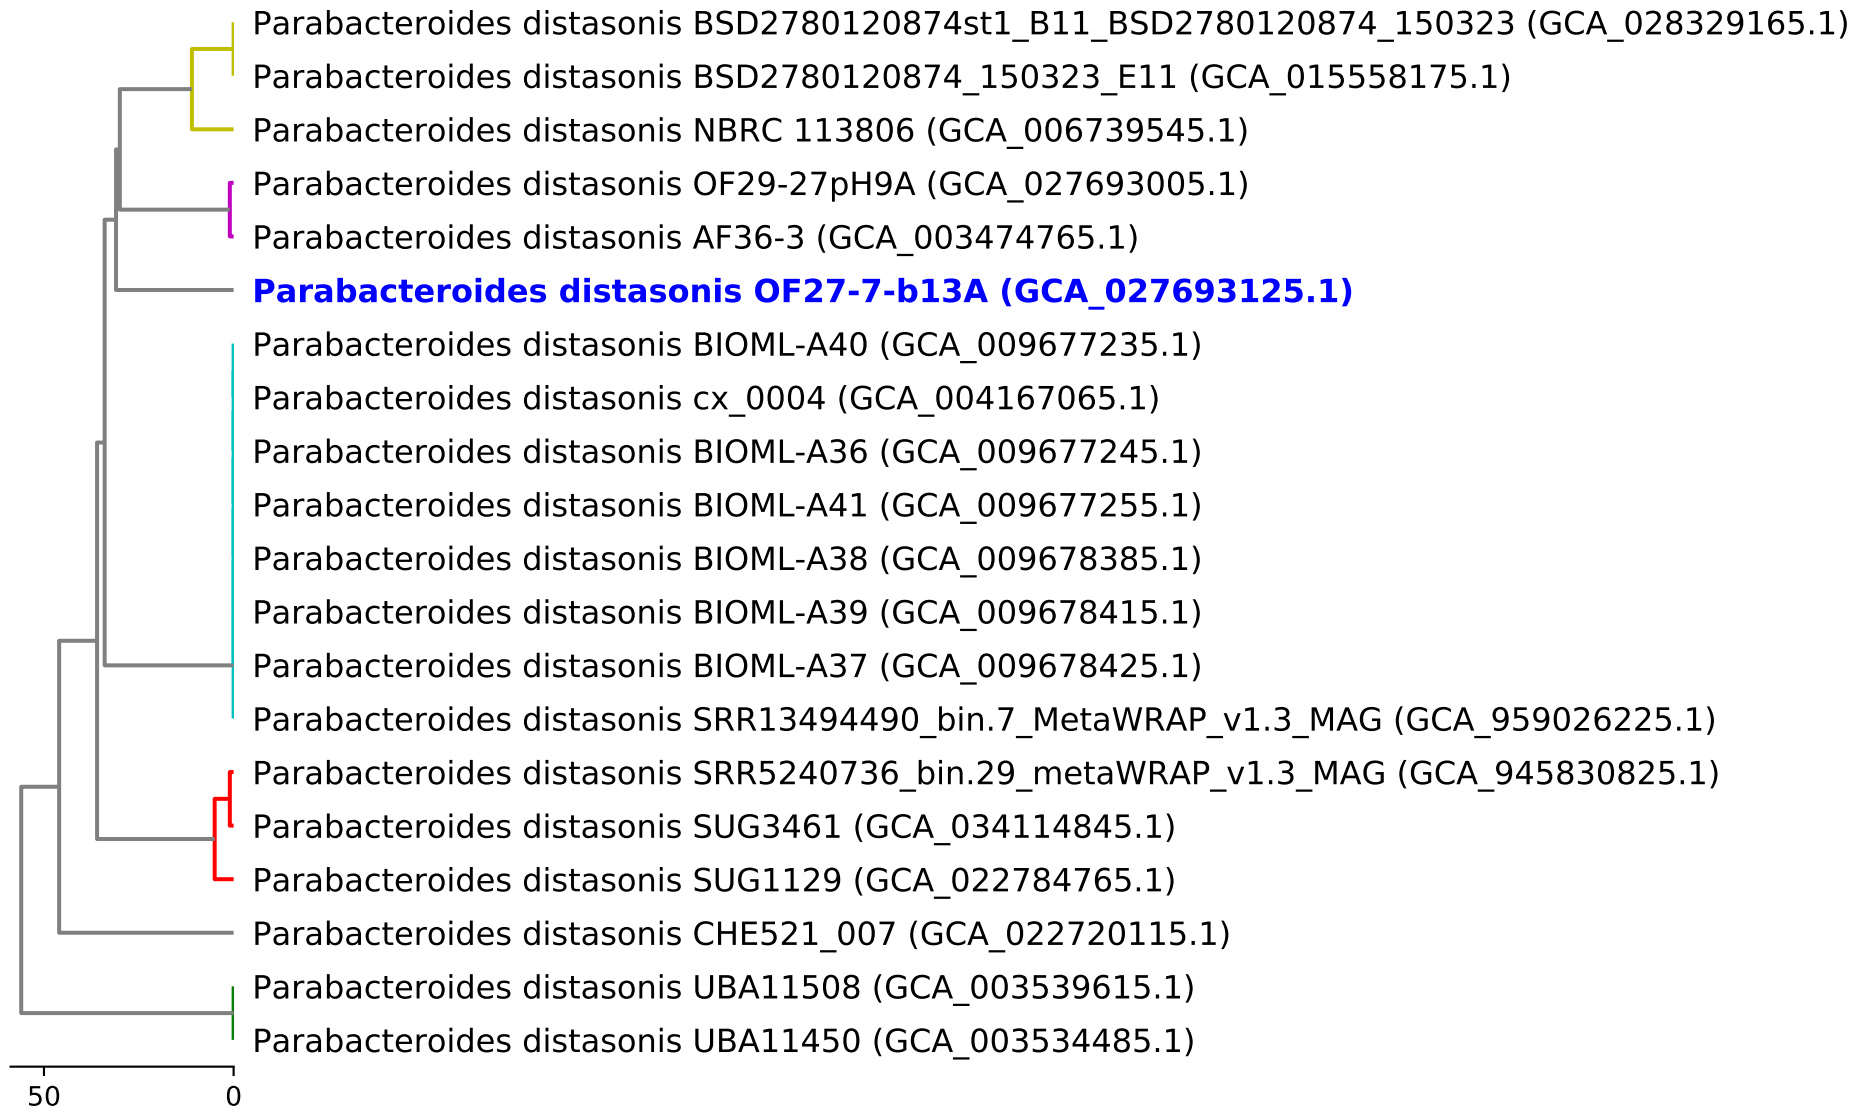 Parabacteroides distasonis BSD2780120874st1_B11_BSD2780120874_150323 (GCA_028329165.1)
Parabacteroides distasonis BSD2780120874_150323_E11 (GCA_015558175.1)
Parabacteroides distasonis NBRC 113806 (GCA_006739545.1)
Parabacteroides distasonis OF29-27pH9A (GCA_027693005.1)
Parabacteroides distasonis AF36-3 (GCA_003474765.1)
Parabacteroides distasonis OF27-7-b13A (GCA_027693125.1)
Parabacteroides distasonis BIOML-A40 (GCA_009677235.1)
Parabacteroides distasonis cx_0004 (GCA_004167065.1)
Parabacteroides distasonis BIOML-A36 (GCA_009677245.1)
Parabacteroides distasonis BIOML-A41 (GCA_009677255.1)
Parabacteroides distasonis BIOML-A38 (GCA_009678385.1)
Parabacteroides distasonis BIOML-A39 (GCA_009678415.1)
Parabacteroides distasonis BIOML-A37 (GCA_009678425.1)
Parabacteroides distasonis SRR13494490_bin.7_MetaWRAP_v1.3_MAG (GCA_959026225.1)
Parabacteroides distasonis SRR5240736_bin.29_metaWRAP_v1.3_MAG (GCA_945830825.1)
Parabacteroides distasonis SUG3461 (GCA_034114845.1)
Parabacteroides distasonis SUG1129 (GCA_022784765.1)
Parabacteroides distasonis CHE521_007 (GCA_022720115.1)
Parabacteroides distasonis UBA11508 (GCA_003539615.1)
Parabacteroides distasonis UBA11450 (GCA_003534485.1)
50 0